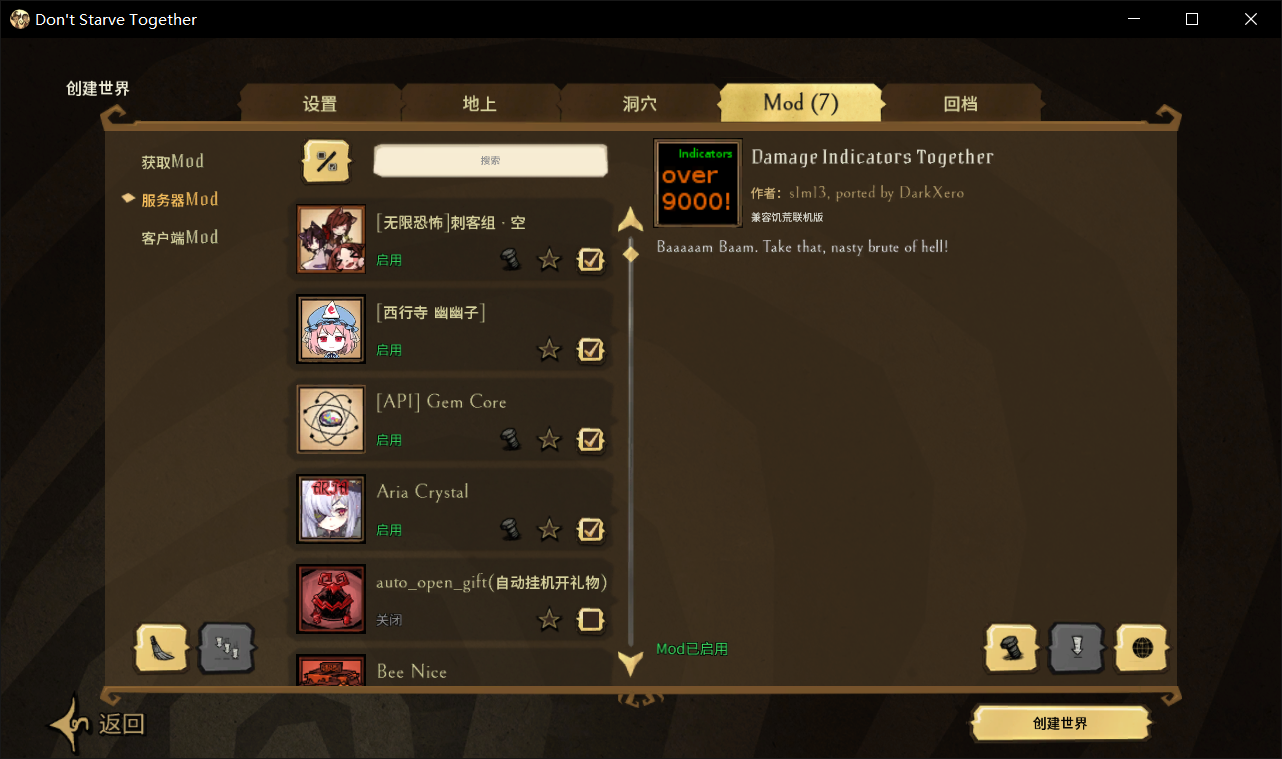 Don't Starve Together
创建世界
设置
地上
洞穴
Mod (7)
回档
获取Mod
服务器Mod
客户端Mod
搜索
[无限恐怖]刺客组 · 空
启用
[西行寺 幽幽子]
启用
[API] Gem Core
启用
ARIA
Aria Crystal
启用
auto_open_gift(自动挂机开礼物)
关闭
Bee Nice
Indicators
over
9000!
Damage Indicators Together
作者：s1m13, ported by DarkXero
兼容饥荒联机版
Baaaaam Baam. Take that, nasty brute of hell!
Mod已启用
返回
创建世界